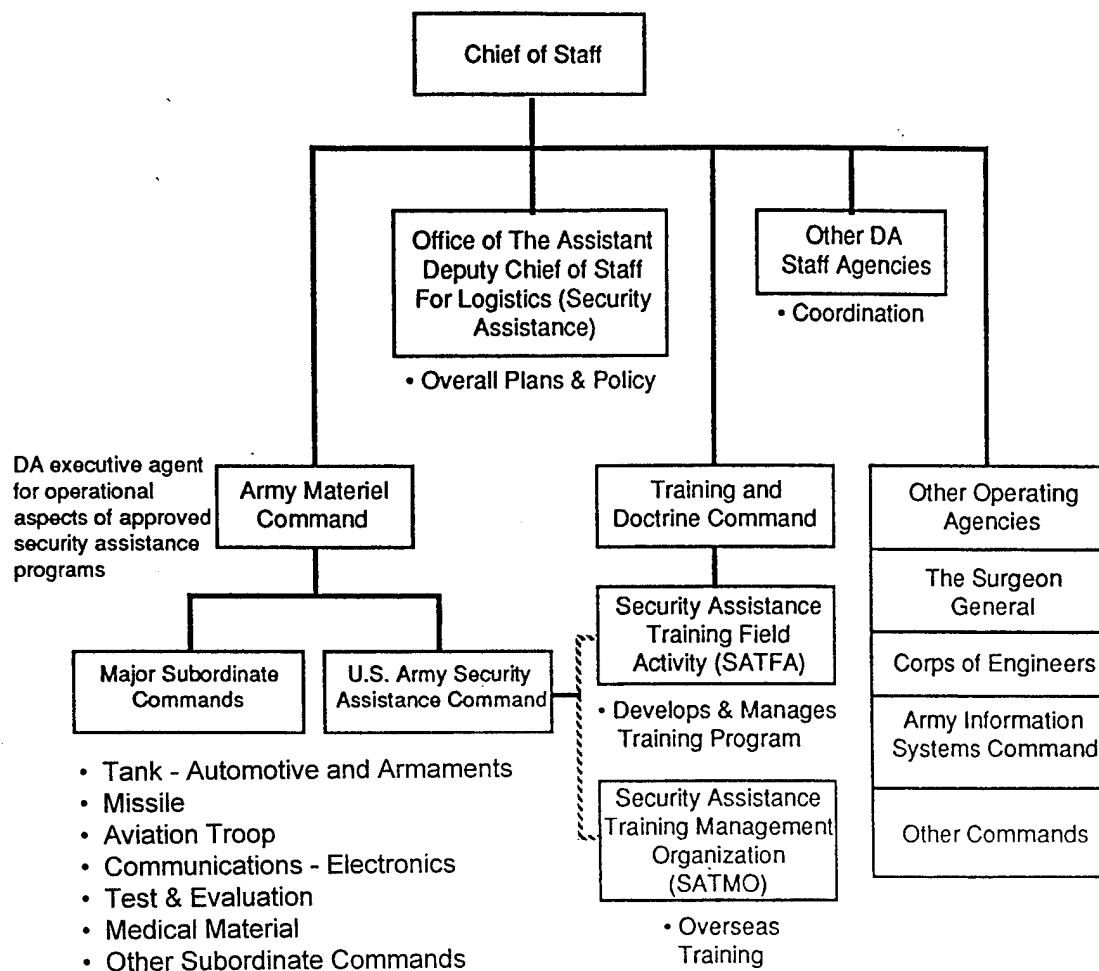 Chief of Staff
Office of The Assistant
Deputy Chief of Staff
For Logistics (Security
Assistance)
• Overall Plans & Policy
Other DA
Staff Agencies
• Coordination
DA executive agent
for operational
aspects of approved
security assistance
programs
Army Materiel
Command
Training and
Doctrine Command
Other Operating
Agencies
The Surgeon
General
Corps of Engineers
Army Information
Systems Command
Other Commands
Major Subordinate
Commands
U.S. Army Security
Assistance Command
Security Assistance
Training Field
Activity (SATFA)
• Develops & Manages
Training Program
Security Assistance
Training Management
Organization
(SATMO)
• Overseas
Training
• Tank - Automotive and Armaments
• Missile
• Aviation Troop
• Communications - Electronics
• Test & Evaluation
• Medical Material
• Other Subordinate Commands